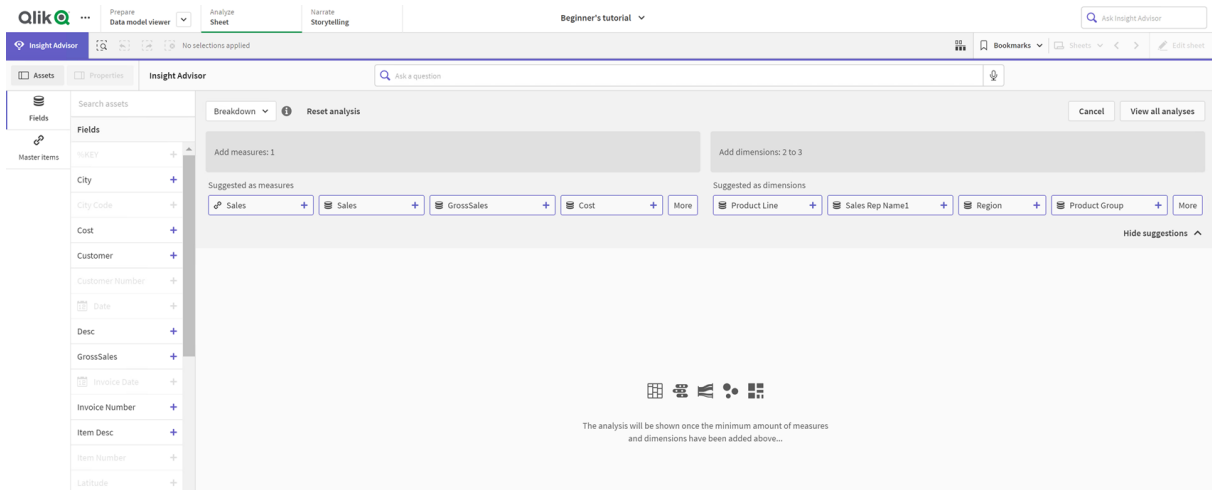 Qlik
Prepare
Data model viewer
Analyze
Sheet
Narrate
Storytelling
Beginner's tutorial
Ask Insight Advisor
Insight Advisor
No selections applied
Bookmarks
Sheets
Edit sheet
Assets
Properties
Insight Advisor
Ask a question
Fields
Master items
Search assets
Fields
%KEY
City
City Code
Cost
Customer
Customer Number
Date
Desc
GrossSales
Invoice Date
Invoice Number
Item Desc
Item Number
Latitude
Breakdown
Reset analysis
Cancel
View all analyses
Add measures: 1
Add dimensions: 2 to 3
Suggested as measures
Sales
Sales
GrossSales
Cost
More
Suggested as dimensions
Product Line
Sales Rep Name1
Region
Product Group
More
Hide suggestions
The analysis will be shown once the minimum amount of measures
and dimensions have been added above...